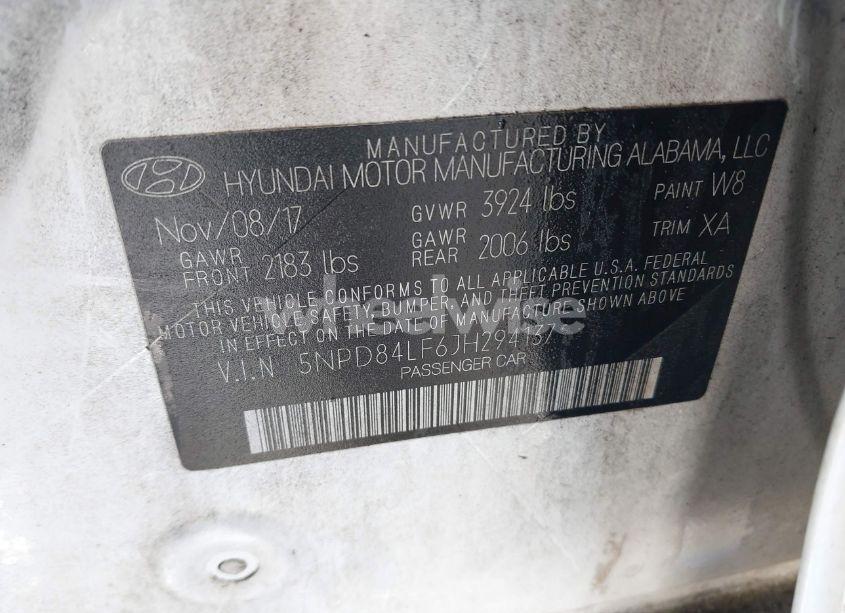 MANUFACTURED BY
HYUNDAI MOTOR MANUFACTURING ALABAMA, LLC
Nov/08/17 GVWR 3924 lbs PAINT W8
GAWR FRONT 2183 lbs GAWR REAR 2006 lbs TRIM XA
THIS VEHICLE CONFORMS TO ALL APPLICABLE U.S.A. FEDERAL
MOTOR VEHICLE SAFETY, BUMPER, AND THEFT PREVENTION STANDARDS
IN EFFECT ON THE DATE OF MANUFACTURE SHOWN ABOVE
V.I.N 5NPD84LF6JH294137
PASSENGER CAR
wheelwise